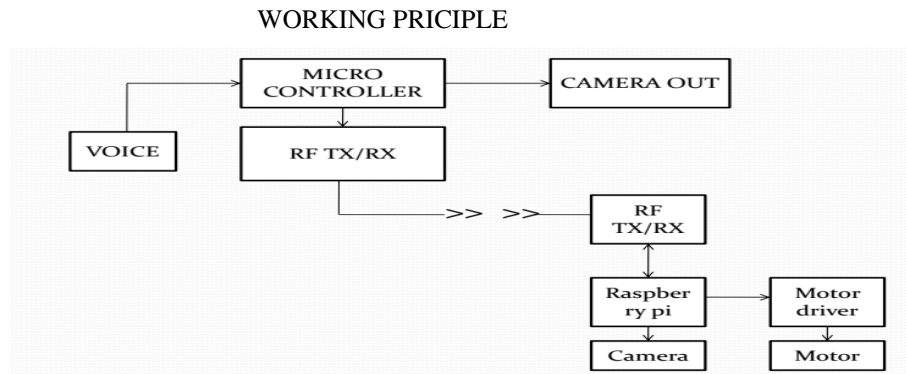 WORKING PRICIPLE
MICRO
CONTROLLER
CAMERA OUT
VOICE
RF TX/RX
>> >>
RF
TX/RX
Raspber
ry pi
Motor
driver
Camera
Motor